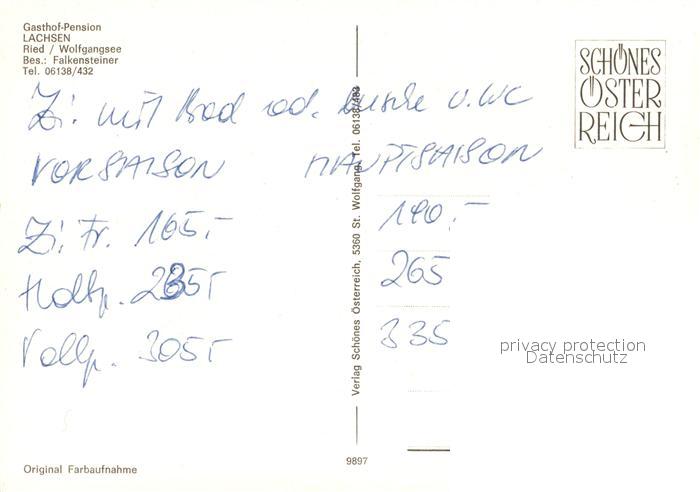 Gasthof-Pension
LACHSEN
Ried / Wolfgangsee
Bes.: Falkensteiner
Tel. 06138/432
SCHÖNES
ÖSTER
REICH
Zi. mit Bad od. Dusche u. WC
VORSAISON HAUPTSAISON
Zi. Fr. 165,- 190.-
Halbp. 235,- 265
Vollp. 305,- 335
Verlag Schönes Österreich, 5360 St. Wolfgang, Tel. 06138/483
privacy protection
Datenschutz
9897
Original Farbaufnahme